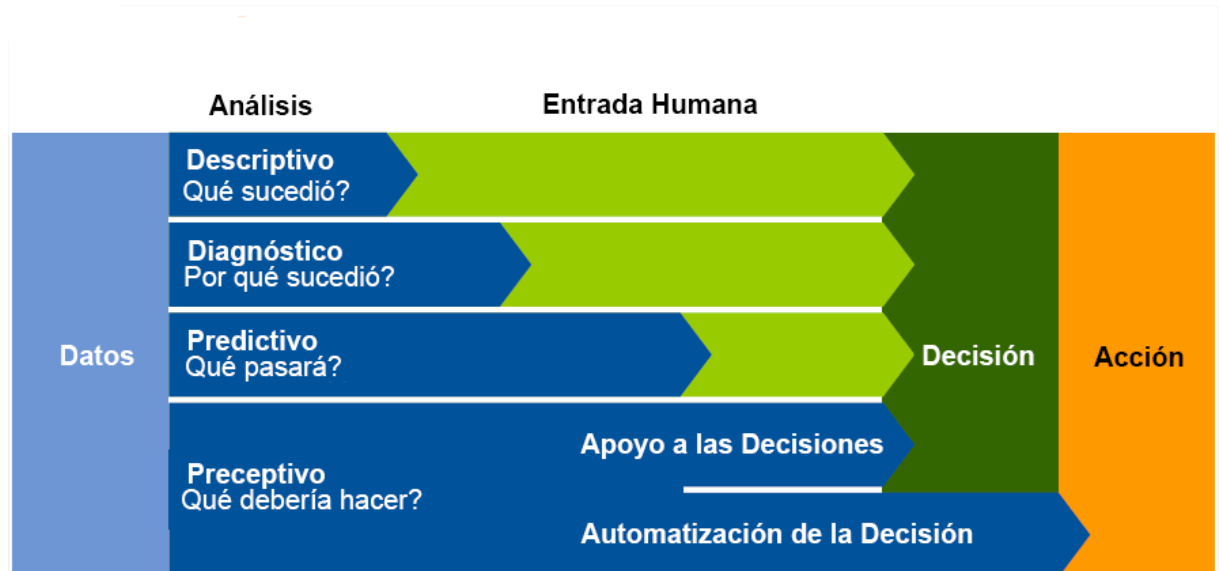 Análisis
Entrada Humana
Descriptivo
Qué sucedió?
Diagnóstico
Por qué sucedió?
Datos
Predictivo
Qué pasará?
Decisión
Acción
Apoyo a las Decisiones
Preceptivo
Qué debería hacer?
Automatización de la Decisión